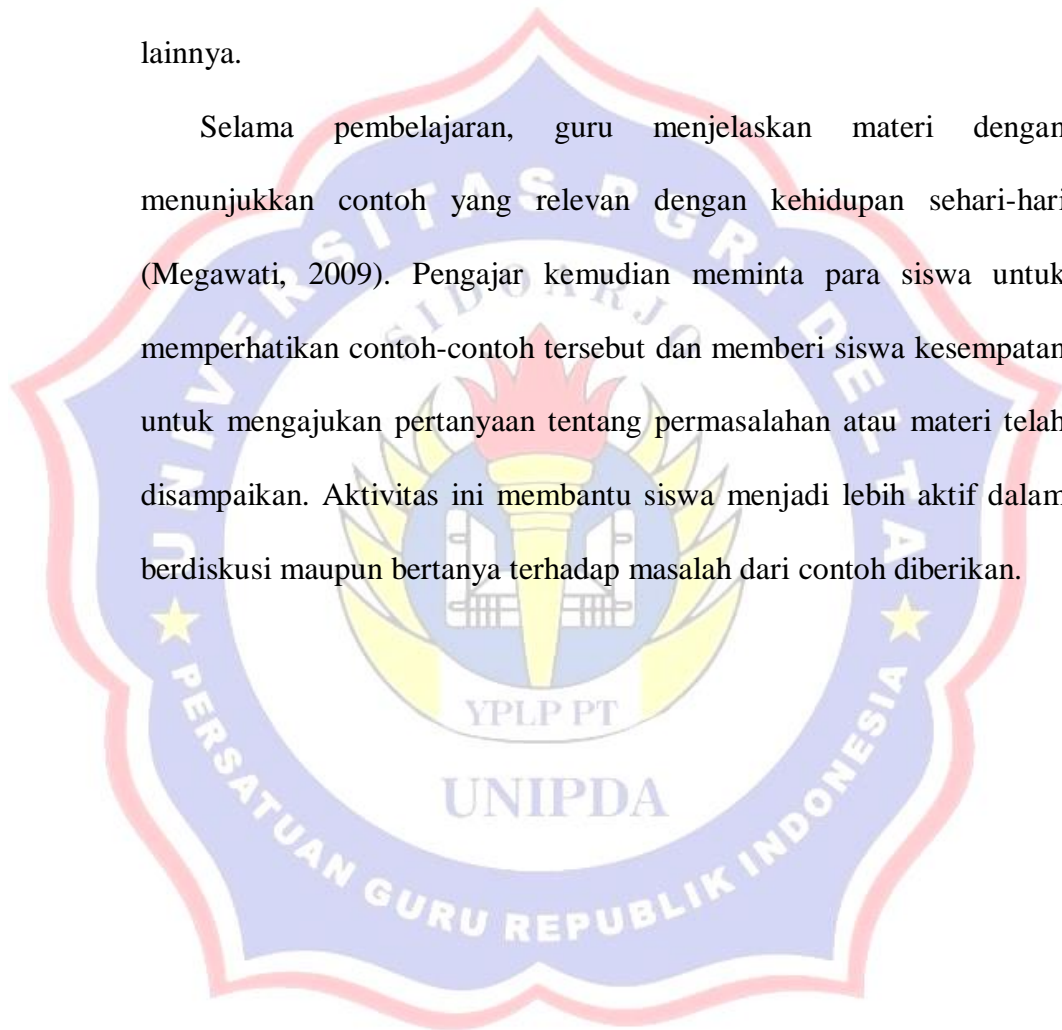 lainnya.
Selama pembelajaran, guru menjelaskan materi dengan
menunjukkan contoh yang relevan dengan kehidupan sehari-hari
(Megawati, 2009). Pengajar kemudian meminta para siswa untuk
memperhatikan contoh-contoh tersebut dan memberi siswa kesempatan
untuk mengajukan pertanyaan tentang permasalahan atau materi telah
disampaikan. Aktivitas ini membantu siswa menjadi lebih aktif dalam
berdiskusi maupun bertanya terhadap masalah dari contoh diberikan.
UNIVERSITAS PGRI DELTA
SIDOARJO
YPLP PT
UNIPDA
PERSATUAN GURU REPUBLIK INDONESIA